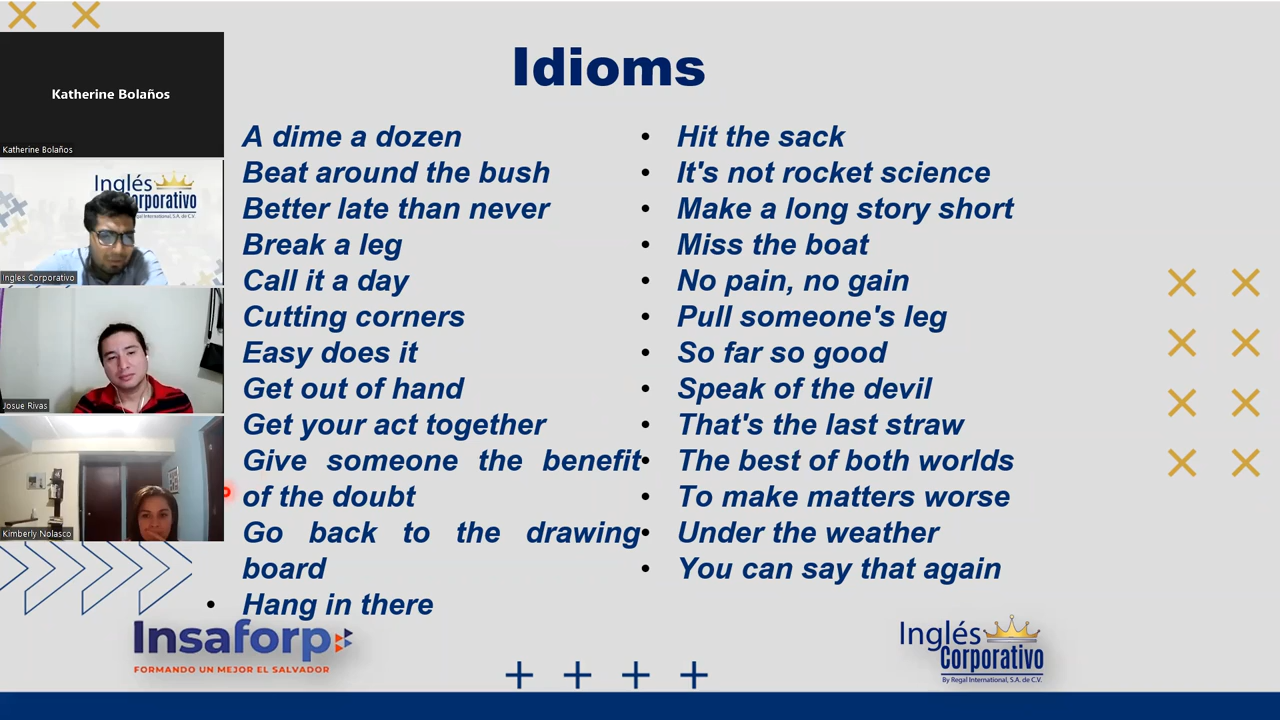 Idioms
Katherine Bolaños
Katherine Bolaños
Inglés
Corporativo
By Regal International, S.A. de C.V.
Ingles Corporativo
Josue Rivas
Kimberly Nolasco
A dime a dozen
Beat around the bush
Better late than never
Break a leg
Call it a day
Cutting corners
Easy does it
Get out of hand
Get your act together
Give someone the benefit
of the doubt
Go back to the drawing
board
• Hang in there
• Hit the sack
• It's not rocket science
• Make a long story short
• Miss the boat
• No pain, no gain
• Pull someone's leg
• So far so good
• Speak of the devil
• That's the last straw
• The best of both worlds
• To make matters worse
• Under the weather
• You can say that again
Insaforp
FORMANDO UN MEJOR EL SALVADOR
Inglés
Corporativo
By Regal International, S.A. de C.V.